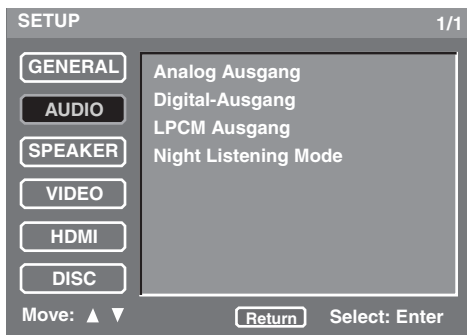 SETUP 1/1
GENERAL
AUDIO
SPEAKER
VIDEO
HDMI
DISC
Analog Ausgang
Digital-Ausgang
LPCM Ausgang
Night Listening Mode
Move: ▲ ▼ Return Select: Enter